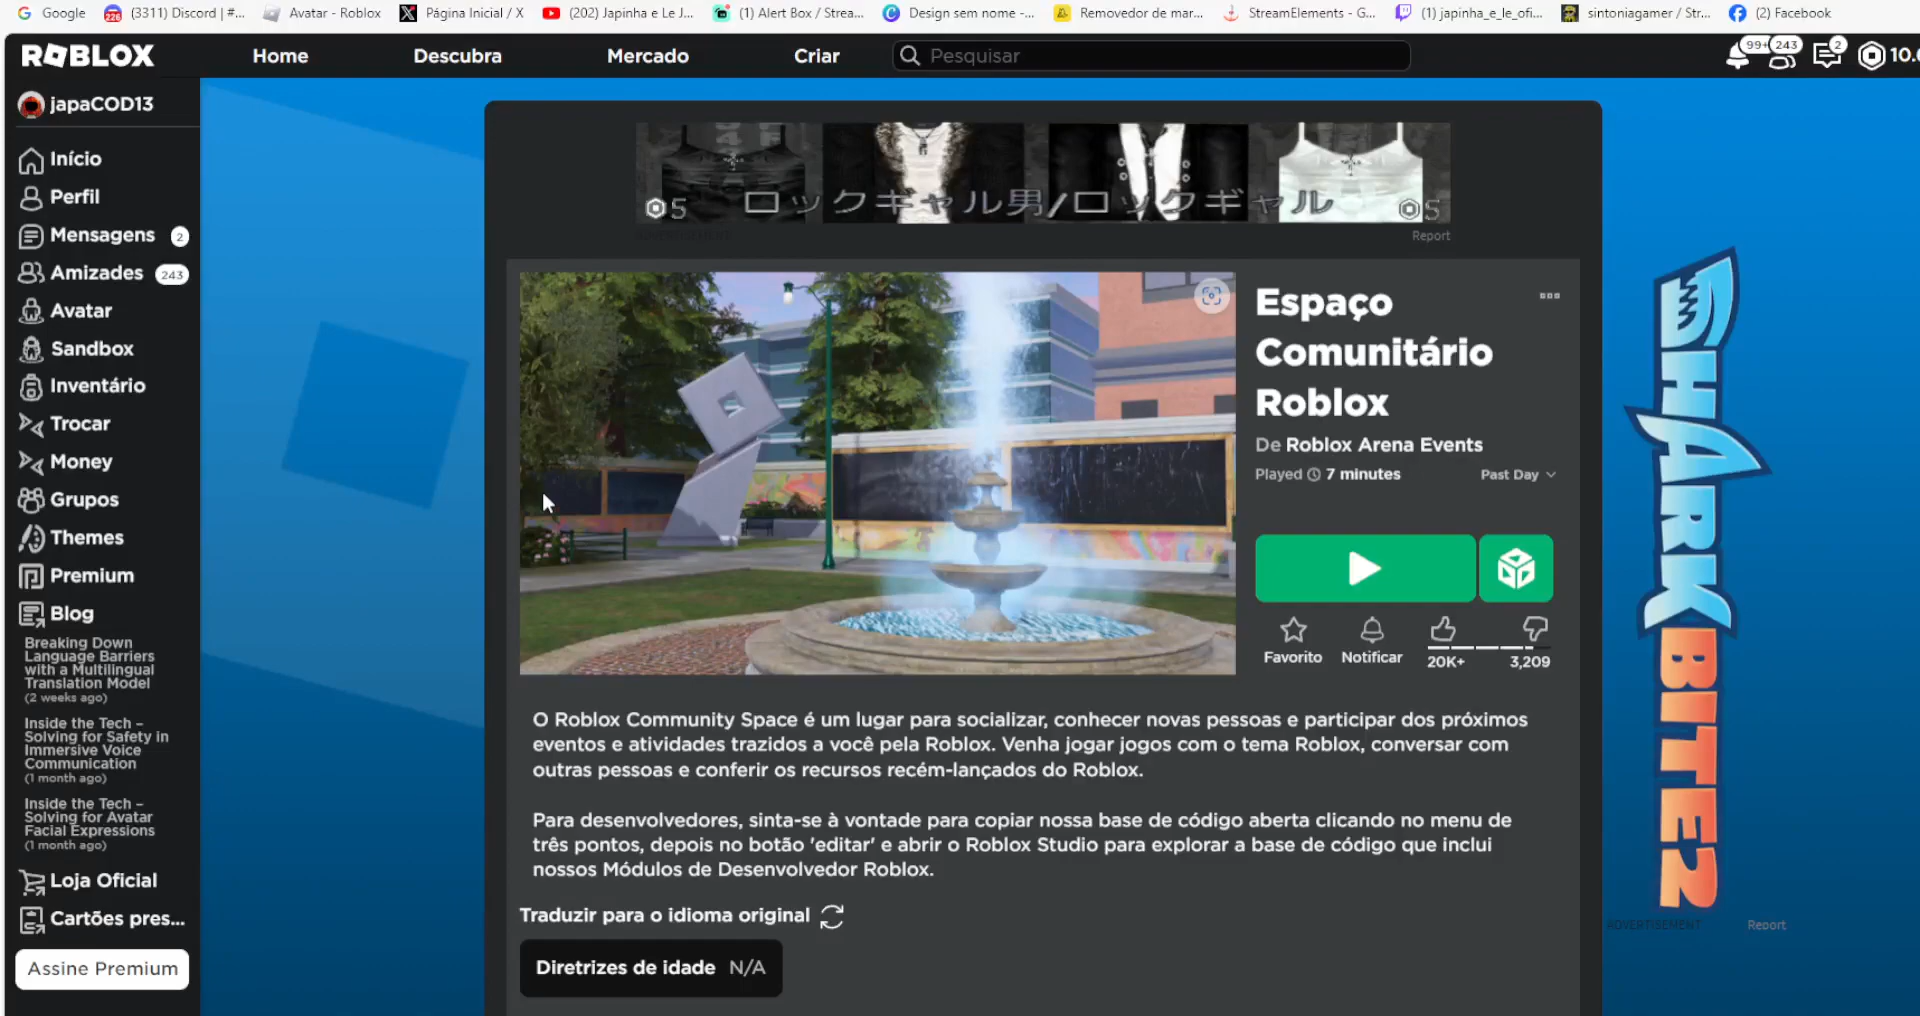 Google
(3311) Discord | #...
Avatar - Roblox
Página Inicial / X
(202) Japinha e Le J...
(1) Alert Box / Strea...
Design sem nome -...
Removedor de mar...
StreamElements - G...
(1) japinha_e_le_ofi...
sintoniagamer / Str...
(2) Facebook
ROBLOX
Home
Descubra
Mercado
Criar
Pesquisar
99+
243
2
japaCOD13
Início
Perfil
Mensagens 2
Amizades 243
Avatar
Sandbox
Inventário
Trocar
Money
Grupos
Themes
Premium
Blog
Breaking Down
Language Barriers
with a Multilingual
Translation Model
(2 weeks ago)
Inside the Tech –
Solving for Safety in
Immersive Voice
Communication
(1 month ago)
Inside the Tech –
Solving for Avatar
Facial Expressions
(1 month ago)
Loja Oficial
Cartões pres...
Assine Premium
5 ロックギャル男/ロックギャル 5
ADVERTISEMENT
Report
Espaço
Comunitário
Roblox
De Roblox Arena Events
Played 7 minutes
Past Day
Favorito
Notificar
20K+
3,209
O Roblox Community Space é um lugar para socializar, conhecer novas pessoas e participar dos próximos
eventos e atividades trazidos a você pela Roblox. Venha jogar jogos com o tema Roblox, conversar com
outras pessoas e conferir os recursos recém-lançados do Roblox.
Para desenvolvedores, sinta-se à vontade para copiar nossa base de código aberta clicando no menu de
três pontos, depois no botão 'editar' e abrir o Roblox Studio para explorar a base de código que inclui
nossos Módulos de Desenvolvedor Roblox.
Traduzir para o idioma original
Diretrizes de idade N/A
SHARKBITE2
ADVERTISEMENT
Report